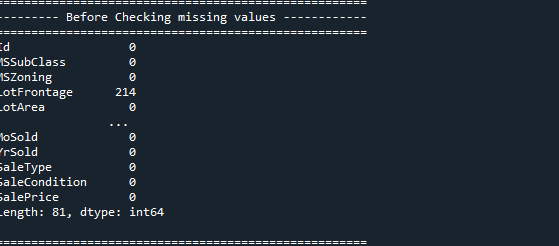 =====================================================
--------- Before Checking missing values ------------
=====================================================
Id 0
MSSubClass 0
MSZoning 0
LotFrontage 214
LotArea 0
...
MoSold 0
YrSold 0
SaleType 0
SaleCondition 0
SalePrice 0
Length: 81, dtype: int64
=====================================================